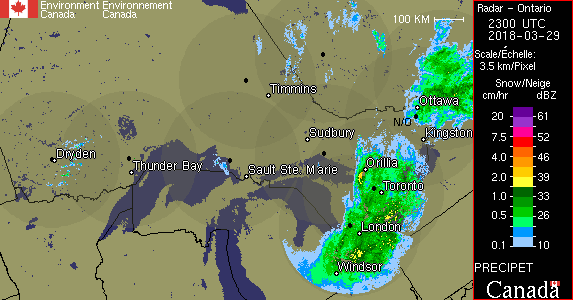 Environment Environnement
Canada Canada
100 KM
Timmins
Ottawa
N/O
Sudbury
Kingston
Dryden
Thunder Bay
Sault Ste. Marie
Orillia
Toronto
London
Windsor
Radar - Ontario
2300 UTC
2018-03-29
Scale/Échelle:
3.5 km/Pixel
Snow/Neige
cm/hr dBZ
20 61
7.5 52
4.0 46
2.0 39
1.0 33
0.5 26
0.1 10
PRECIPET
Canada